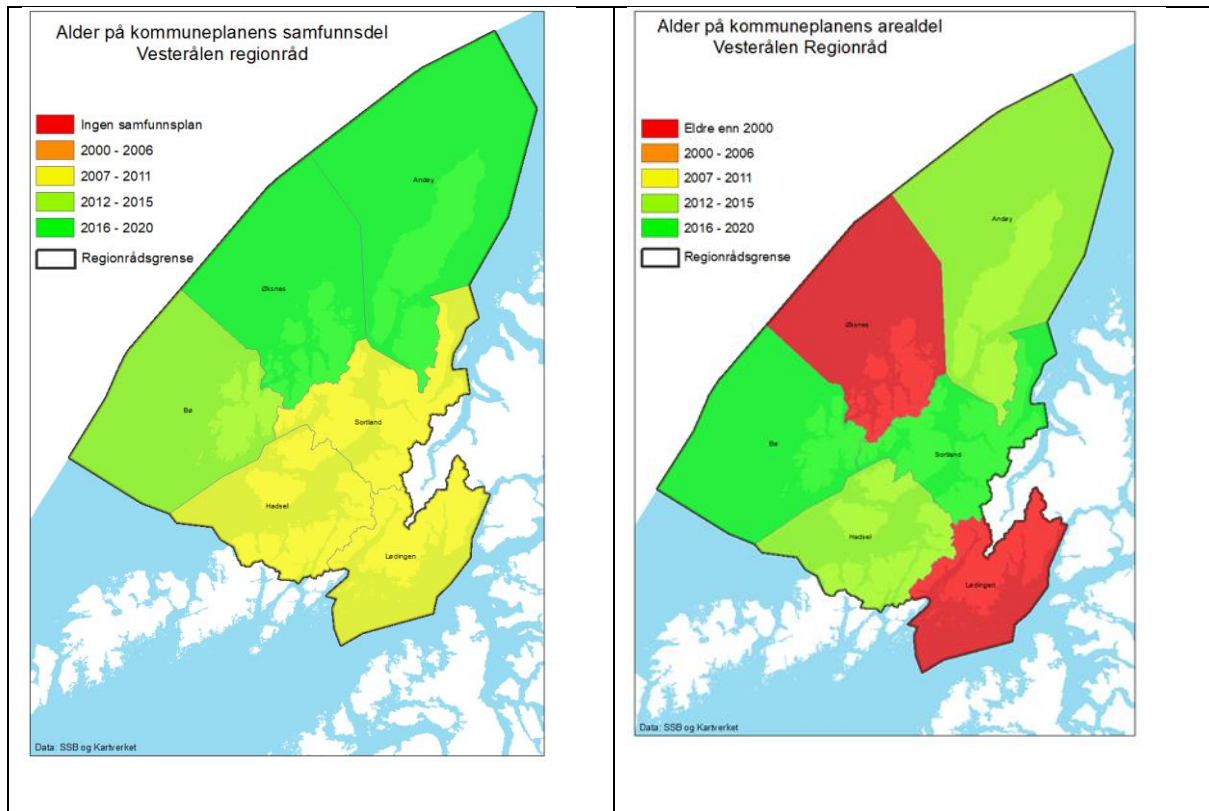 Alder på kommuneplanens samfunnsdel
Vesterålen regionråd
Ingen samfunnsplan
2000 - 2006
2007 - 2011
2012 - 2015
2016 - 2020
Regionrådsgrense
Andøy
Øksnes
Bø
Sortland
Hadsel
Lødingen
Data: SSB og Kartverket
Alder på kommuneplanens arealdel
Vesterålen Regionråd
Eldre enn 2000
2000 - 2006
2007 - 2011
2012 - 2015
2016 - 2020
Regionrådsgrense
Andøy
Øksnes
Bø
Sortland
Hadsel
Lødingen
Data: SSB og Kartverket